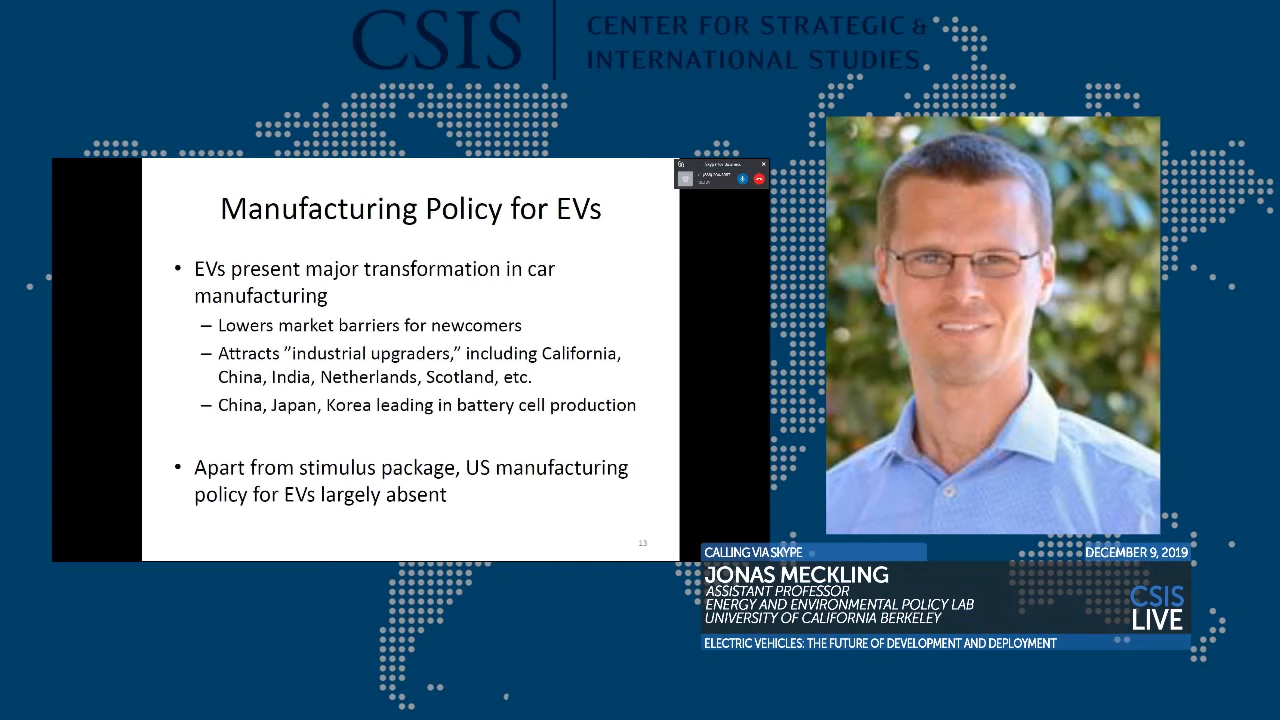 CSIS
CENTER FOR STRATEGIC &
INTERNATIONAL STUDIES
Manufacturing Policy for EVs
• EVs present major transformation in car
manufacturing
– Lowers market barriers for newcomers
– Attracts ”industrial upgraders,” including California,
China, India, Netherlands, Scotland, etc.
– China, Japan, Korea leading in battery cell production
• Apart from stimulus package, US manufacturing
policy for EVs largely absent
13
Skype for Business
CALLING VIA SKYPE
DECEMBER 9, 2019
JONAS MECKLING
ASSISTANT PROFESSOR
ENERGY AND ENVIRONMENTAL POLICY LAB
UNIVERSITY OF CALIFORNIA BERKELEY
CSIS
LIVE
ELECTRIC VEHICLES: THE FUTURE OF DEVELOPMENT AND DEPLOYMENT